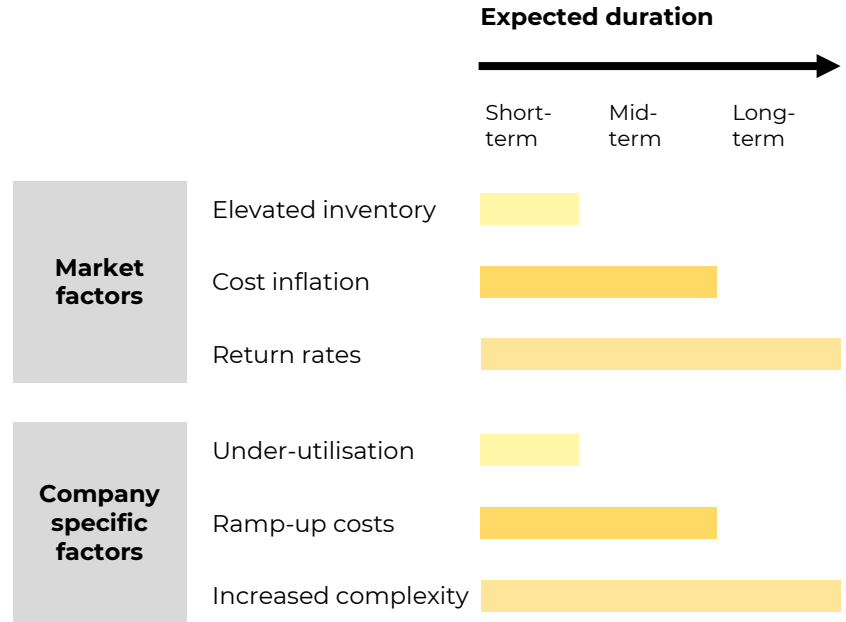 Expected duration
Short-
term
Mid-
term
Long-
term
Market
factors
Elevated inventory
Cost inflation
Return rates
Company
specific
factors
Under-utilisation
Ramp-up costs
Increased complexity